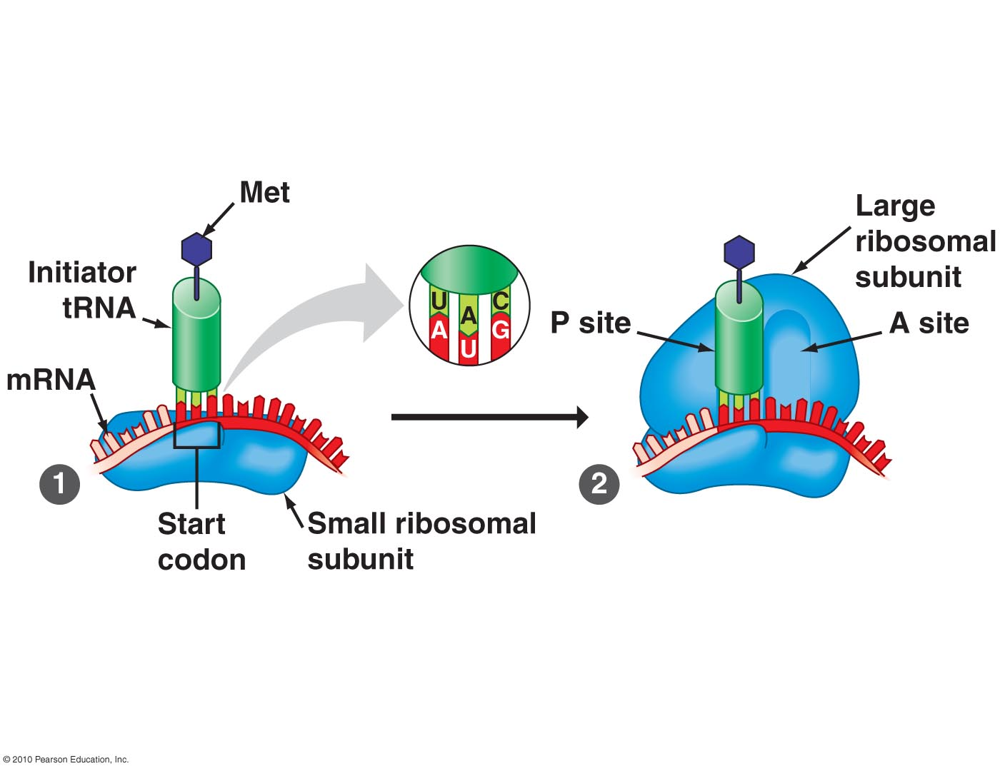 Met
Initiator
tRNA
mRNA
1
Start
codon
Small ribosomal
subunit
U
A
C
A
U
G
Large
ribosomal
subunit
P site
A site
2
© 2010 Pearson Education, Inc.